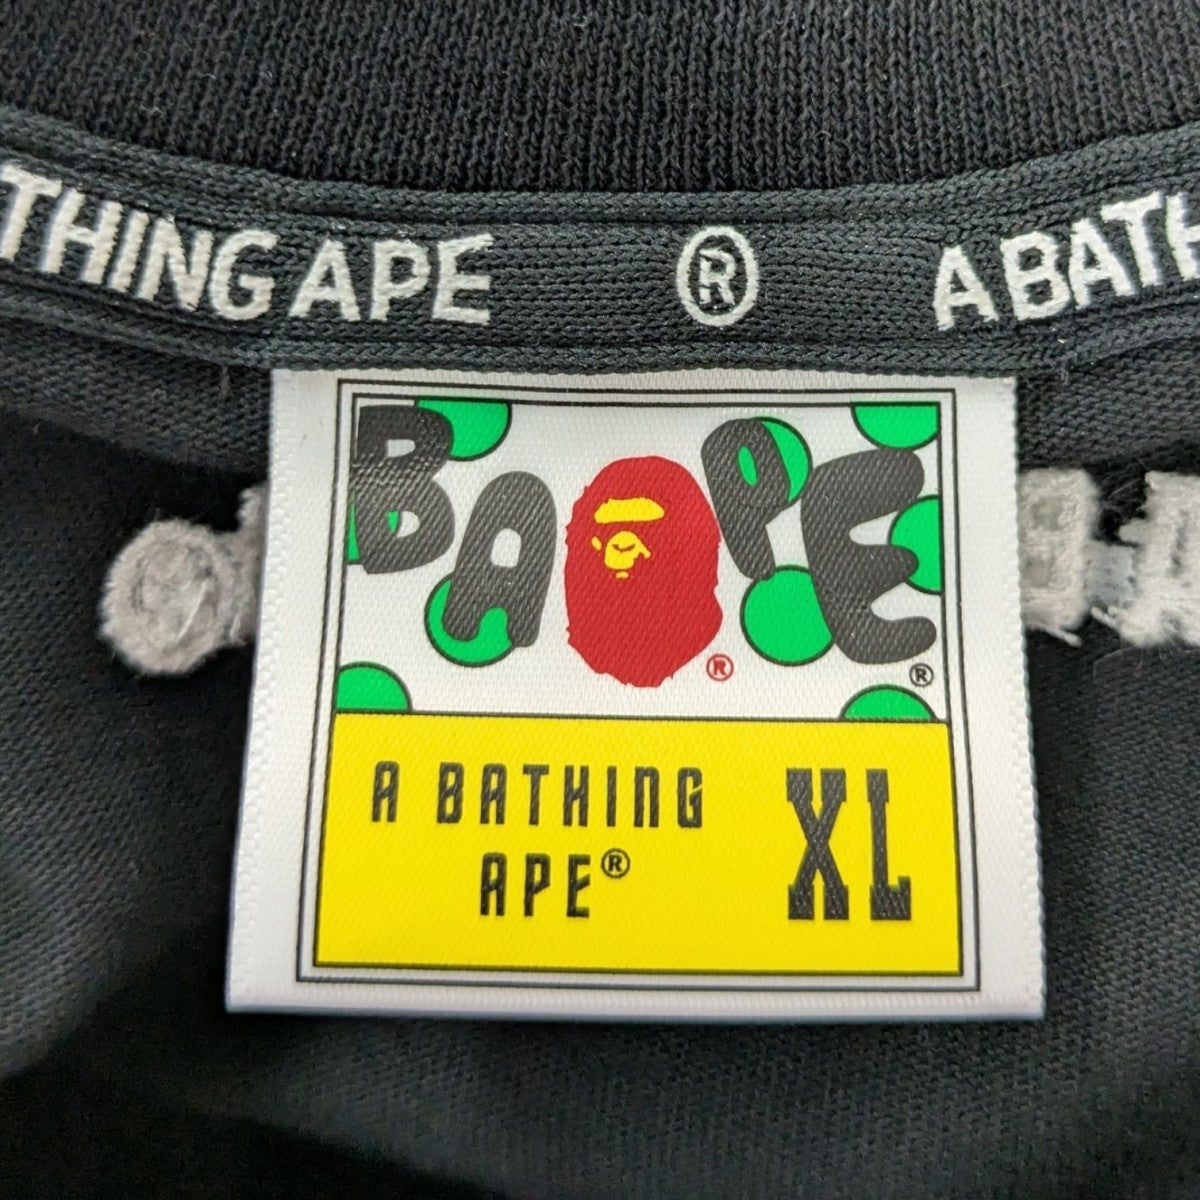 THING APE ® A BATH
BAPE
® ®
A BATHING
APE®
XL